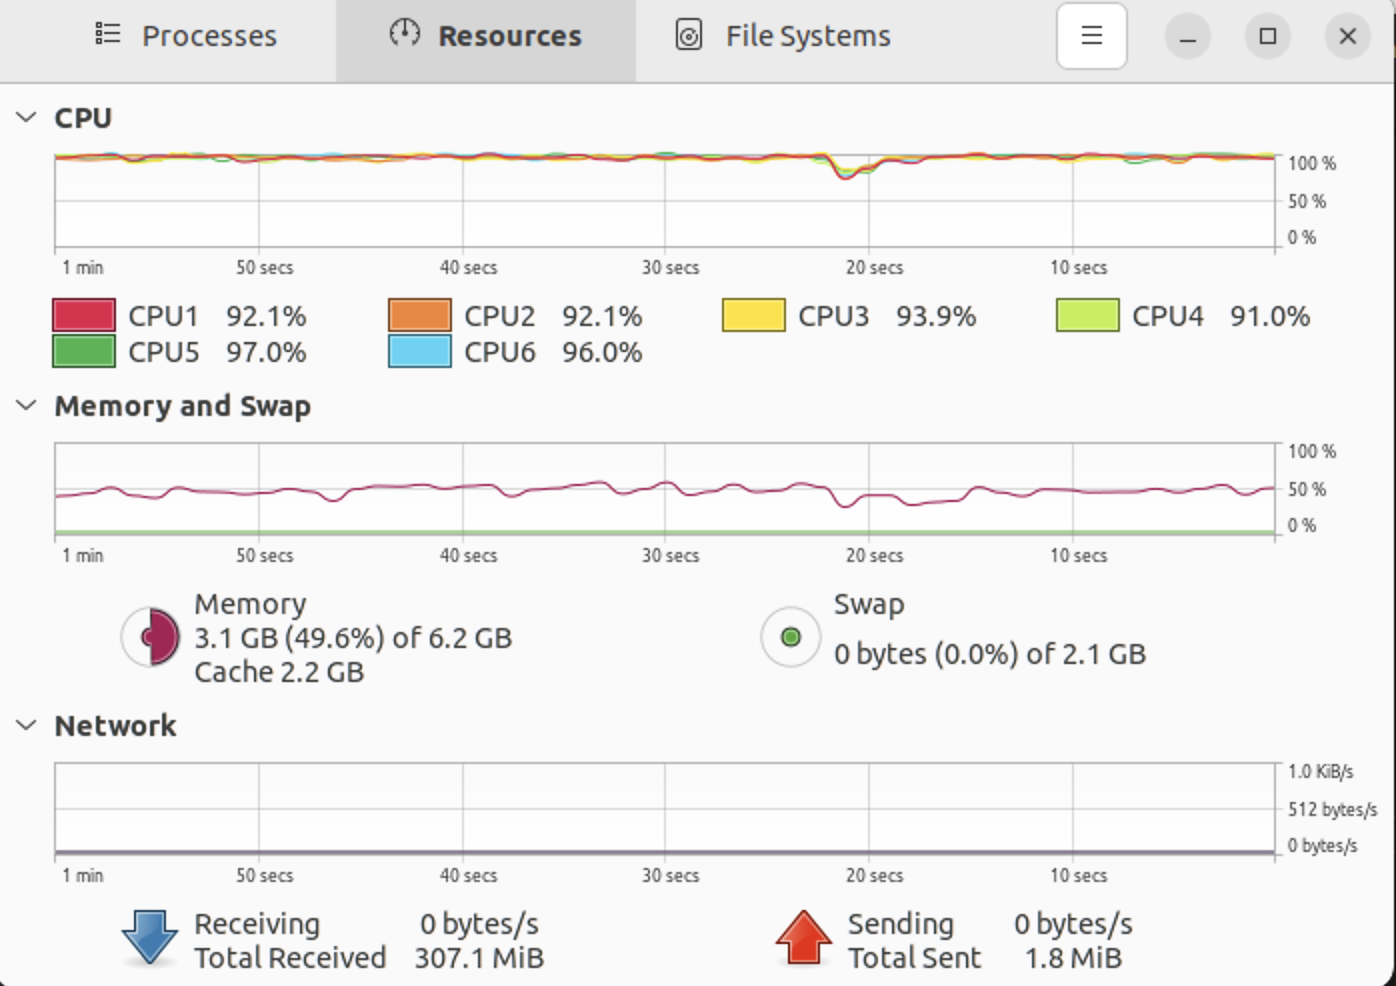 Processes Resources File Systems
CPU
100 %
50 %
0 %
1 min 50 secs 40 secs 30 secs 20 secs 10 secs
CPU1 92.1% CPU2 92.1% CPU3 93.9% CPU4 91.0%
CPU5 97.0% CPU6 96.0%
Memory and Swap
100 %
50 %
0 %
1 min 50 secs 40 secs 30 secs 20 secs 10 secs
Memory
3.1 GB (49.6%) of 6.2 GB
Cache 2.2 GB
Swap
0 bytes (0.0%) of 2.1 GB
Network
1.0 KiB/s
512 bytes/s
0 bytes/s
1 min 50 secs 40 secs 30 secs 20 secs 10 secs
Receiving 0 bytes/s
Total Received 307.1 MiB
Sending 0 bytes/s
Total Sent 1.8 MiB